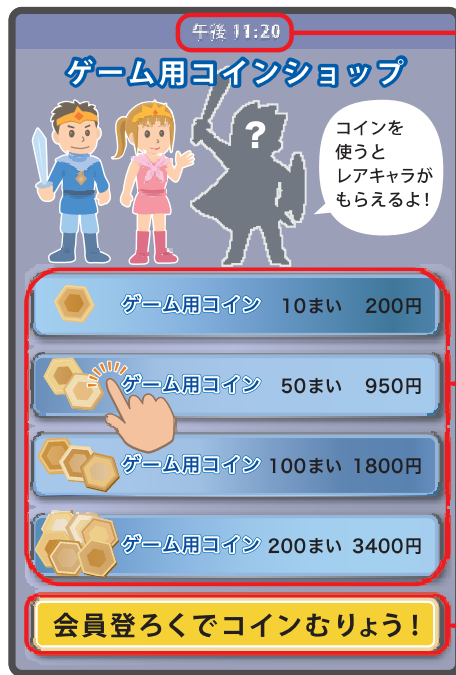 午後 11:20
ゲーム用コインショップ
?
コインを
使うと
レアキャラが
もらえるよ!
ゲーム用コイン 10まい 200円
ゲーム用コイン 50まい 950円
ゲーム用コイン 100まい 1800円
ゲーム用コイン 200まい 3400円
会員登ろくでコインむりょう!